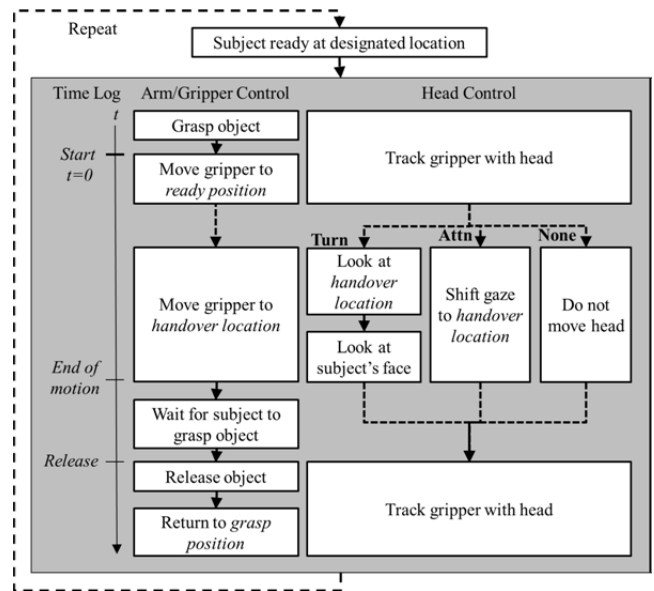 Repeat
Subject ready at designated location
Time Log
Arm/Gripper Control
Head Control
t
Grasp object
Track gripper with head
Start
t=0
Move gripper to
ready position
Turn
Attn
None
Move gripper to
handover location
Look at
handover
location
Look at
subject's face
Shift gaze
to handover
location
Do not
move head
End of
motion
Wait for subject to
grasp object
Release
Release object
Track gripper with head
Return to grasp
position